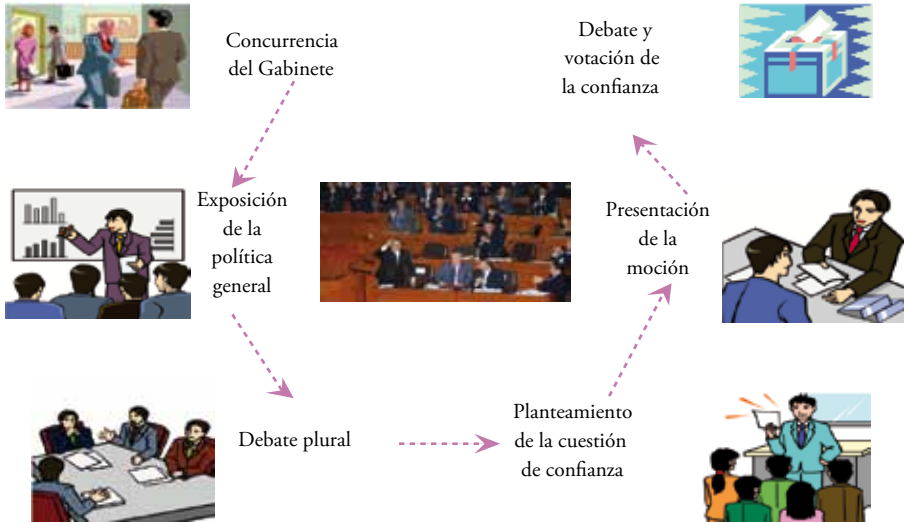 Concurrencia
del Gabinete
Exposición
de la
política
general
Debate plural
Planteamiento
de la cuestión
de confianza
Presentación
de la
moción
Debate y
votación de
la confianza